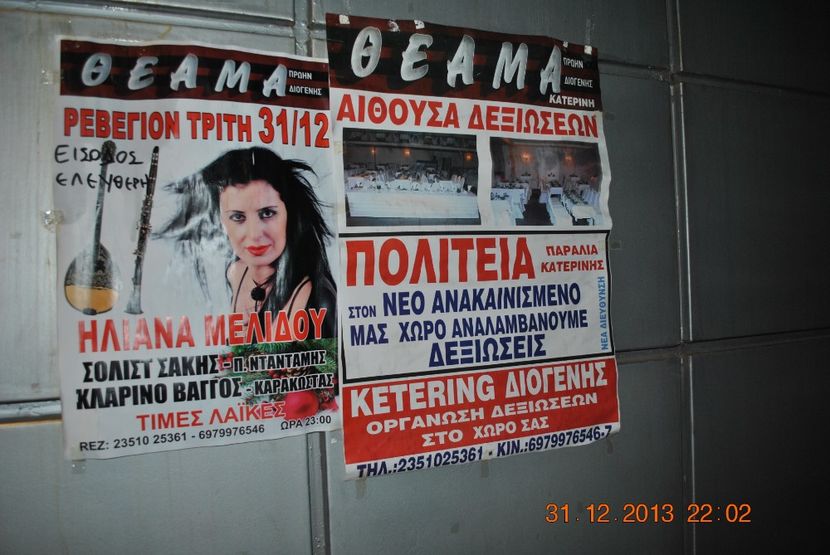 ΘΕΑΜΑ
ΠΡΩΗΝ
ΔΙΟΓΕΝΗΣ
ΡΕΒΕΓΙΟΝ ΤΡΙΤΗ 31/12
ΕΙΣΟΔΟΣ
ΕΛΕΥΘΕΡΗ
ΗΛΙΑΝΑ ΜΕΛΙΔΟΥ
ΣΟΛΙΣΤ ΣΑΚΗΣ - Π.ΝΤΑΝΤΑΜΗΣ
ΧΛΑΡΙΝΟ ΒΑΓΓΟΣ - ΚΑΡΑΚΩΣΤΑΣ
ΤΙΜΕΣ ΛΑΪΚΕΣ
ΡΕΖ: 23510 25361 - 6979976546 ΩΡΑ 23:00
ΘΕΑΜΑ
ΠΡΩΗΝ
ΔΙΟΓΕΝΗΣ
ΚΑΤΕΡΙΝΗ
ΑΙΘΟΥΣΑ ΔΕΞΙΩΣΕΩΝ
ΠΟΛΙΤΕΙΑ ΠΑΡΑΛΙΑ
ΚΑΤΕΡΙΝΗΣ
ΣΤΟΝ ΝΕΟ ΑΝΑΚΑΙΝΙΣΜΕΝΟ
ΜΑΣ ΧΩΡΟ ΑΝΑΛΑΜΒΑΝΟΥΜΕ
ΔΕΞΙΩΣΕΙΣ
ΝΕΑ ΔΙΕΥΘΥΝΣΗ
ΚΕΤΕRING ΔΙΟΓΕΝΗΣ
ΟΡΓΑΝΩΣΗ ΔΕΞΙΩΣΕΩΝ
ΣΤΟ ΧΩΡΟ ΣΑΣ
ΤΗΛ.:2351025361 - ΚΙΝ.:6979976546-7
31.12.2013 22:02